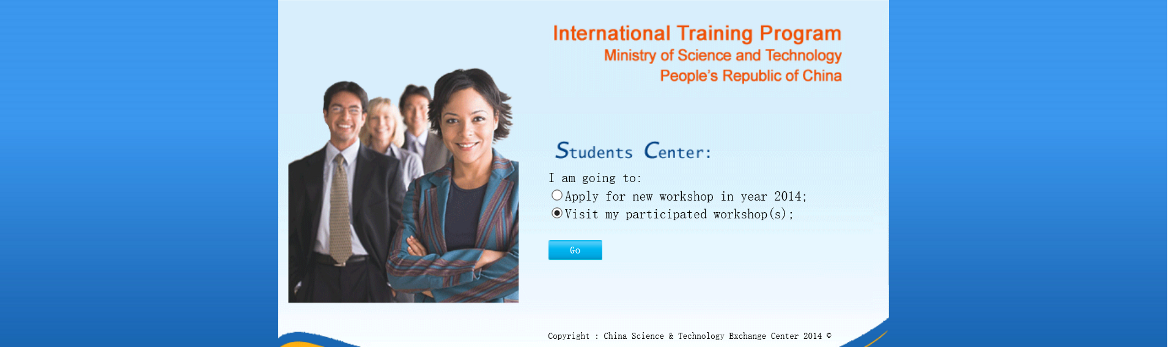 International Training Program
Ministry of Science and Technology
People's Republic of China
Students Center:
I am going to:
Apply for new workshop in year 2014;
Visit my participated workshop(s);
Go
Copyright : China Science & Technology Exchange Center 2014 ©